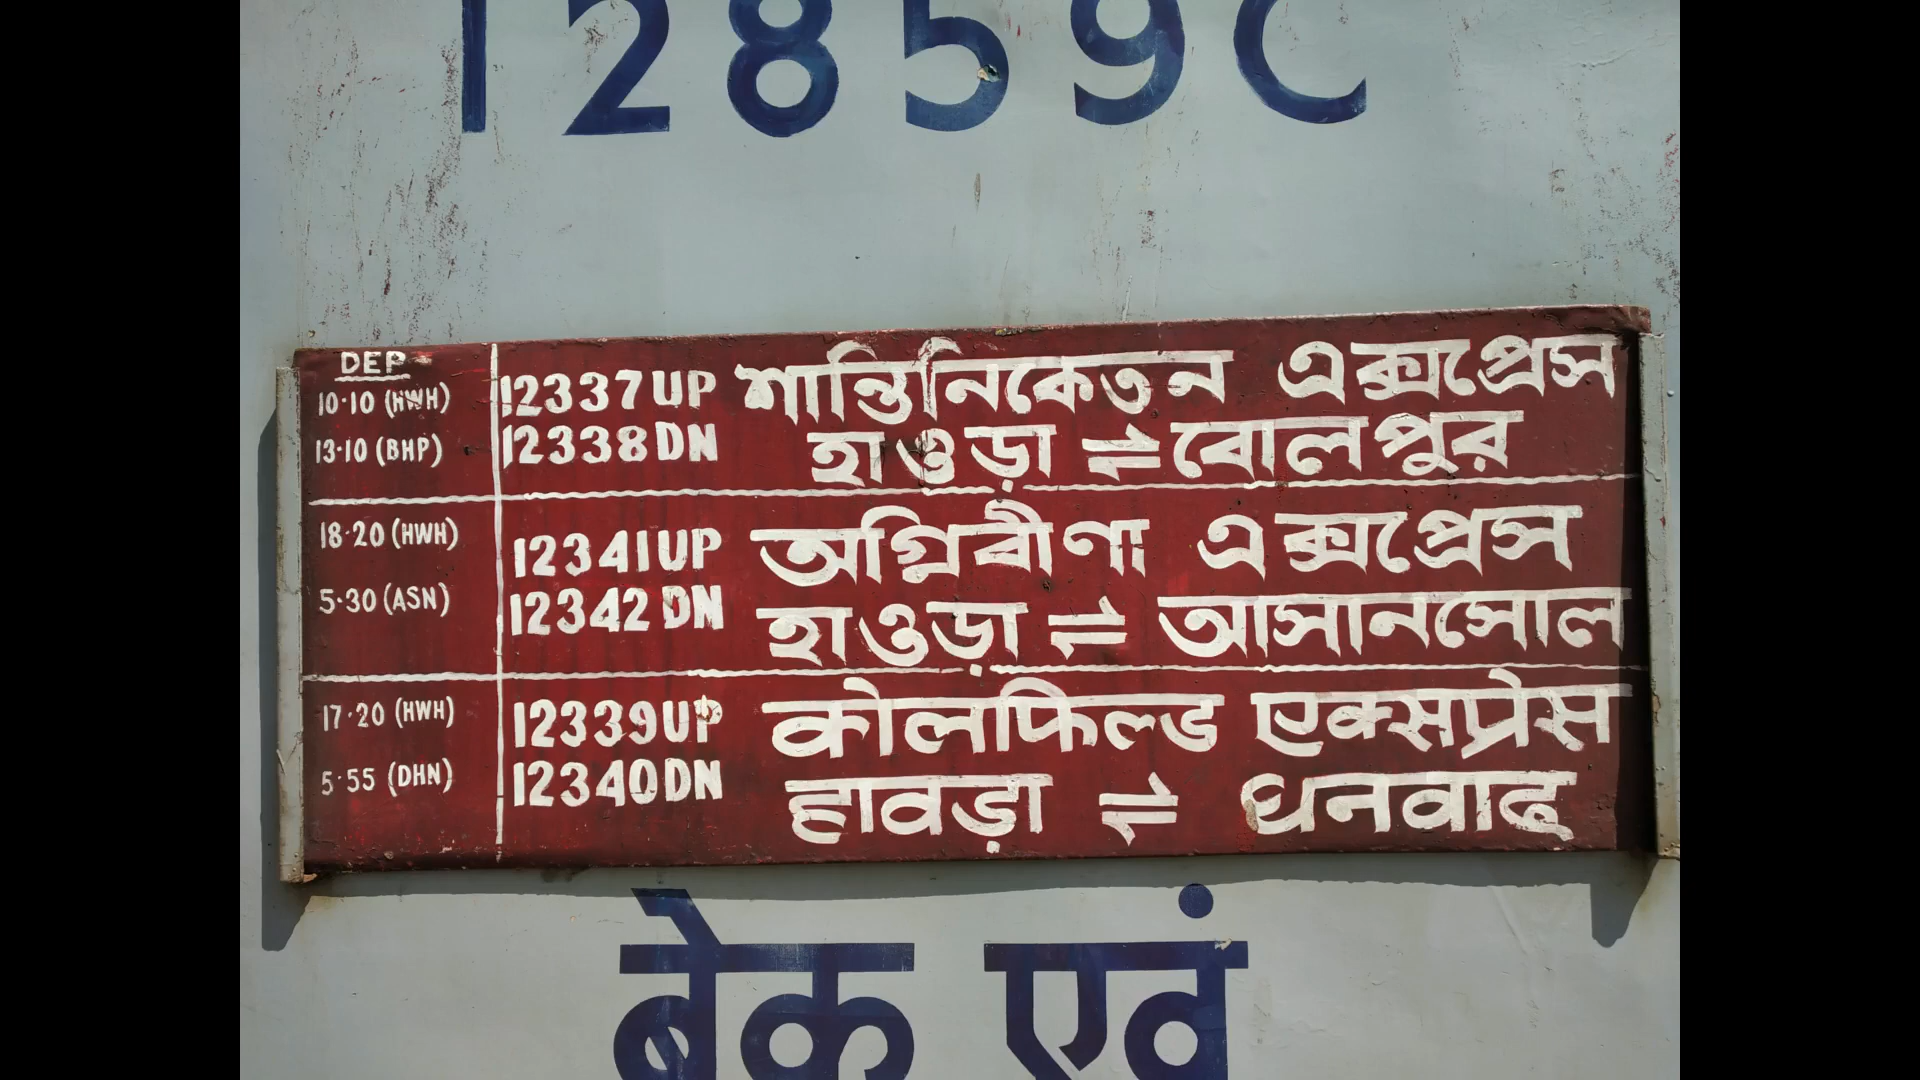 12859C
DEP
10·10 (HWH) 12337 UP শান্তিনিকেতন এক্সপ্রেস
13·10 (BHP) 12338 DN হাওড়া ⇌ বোলপুর
18·20 (HWH) 12341 UP অগ্নিবীণা এক্সপ্রেস
5·30 (ASN) 12342 DN হাওড়া ⇌ আসানসোল
17·20 (HWH) 12339 UP कोलफिल्ड एक्सप्रेस
5·55 (DHN) 12340 DN हावड़ा ⇌ धनवाद
बेक एवं